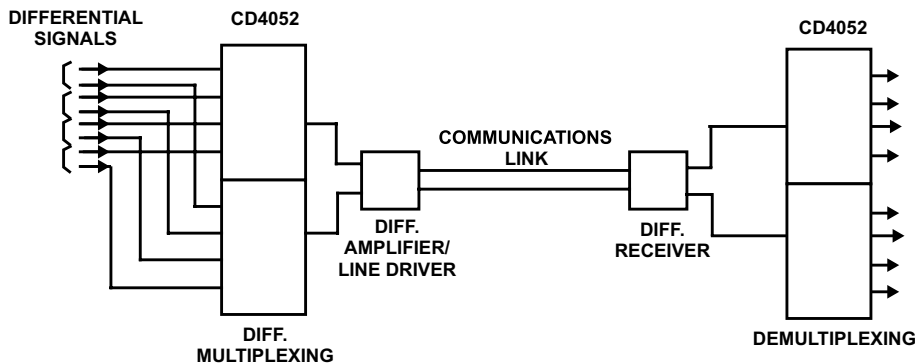 DIFFERENTIAL
SIGNALS
CD4052
CD4052
COMMUNICATIONS
LINK
DIFF.
AMPLIFIER/
LINE DRIVER
DIFF.
RECEIVER
DIFF.
MULTIPLEXING
DEMULTIPLEXING